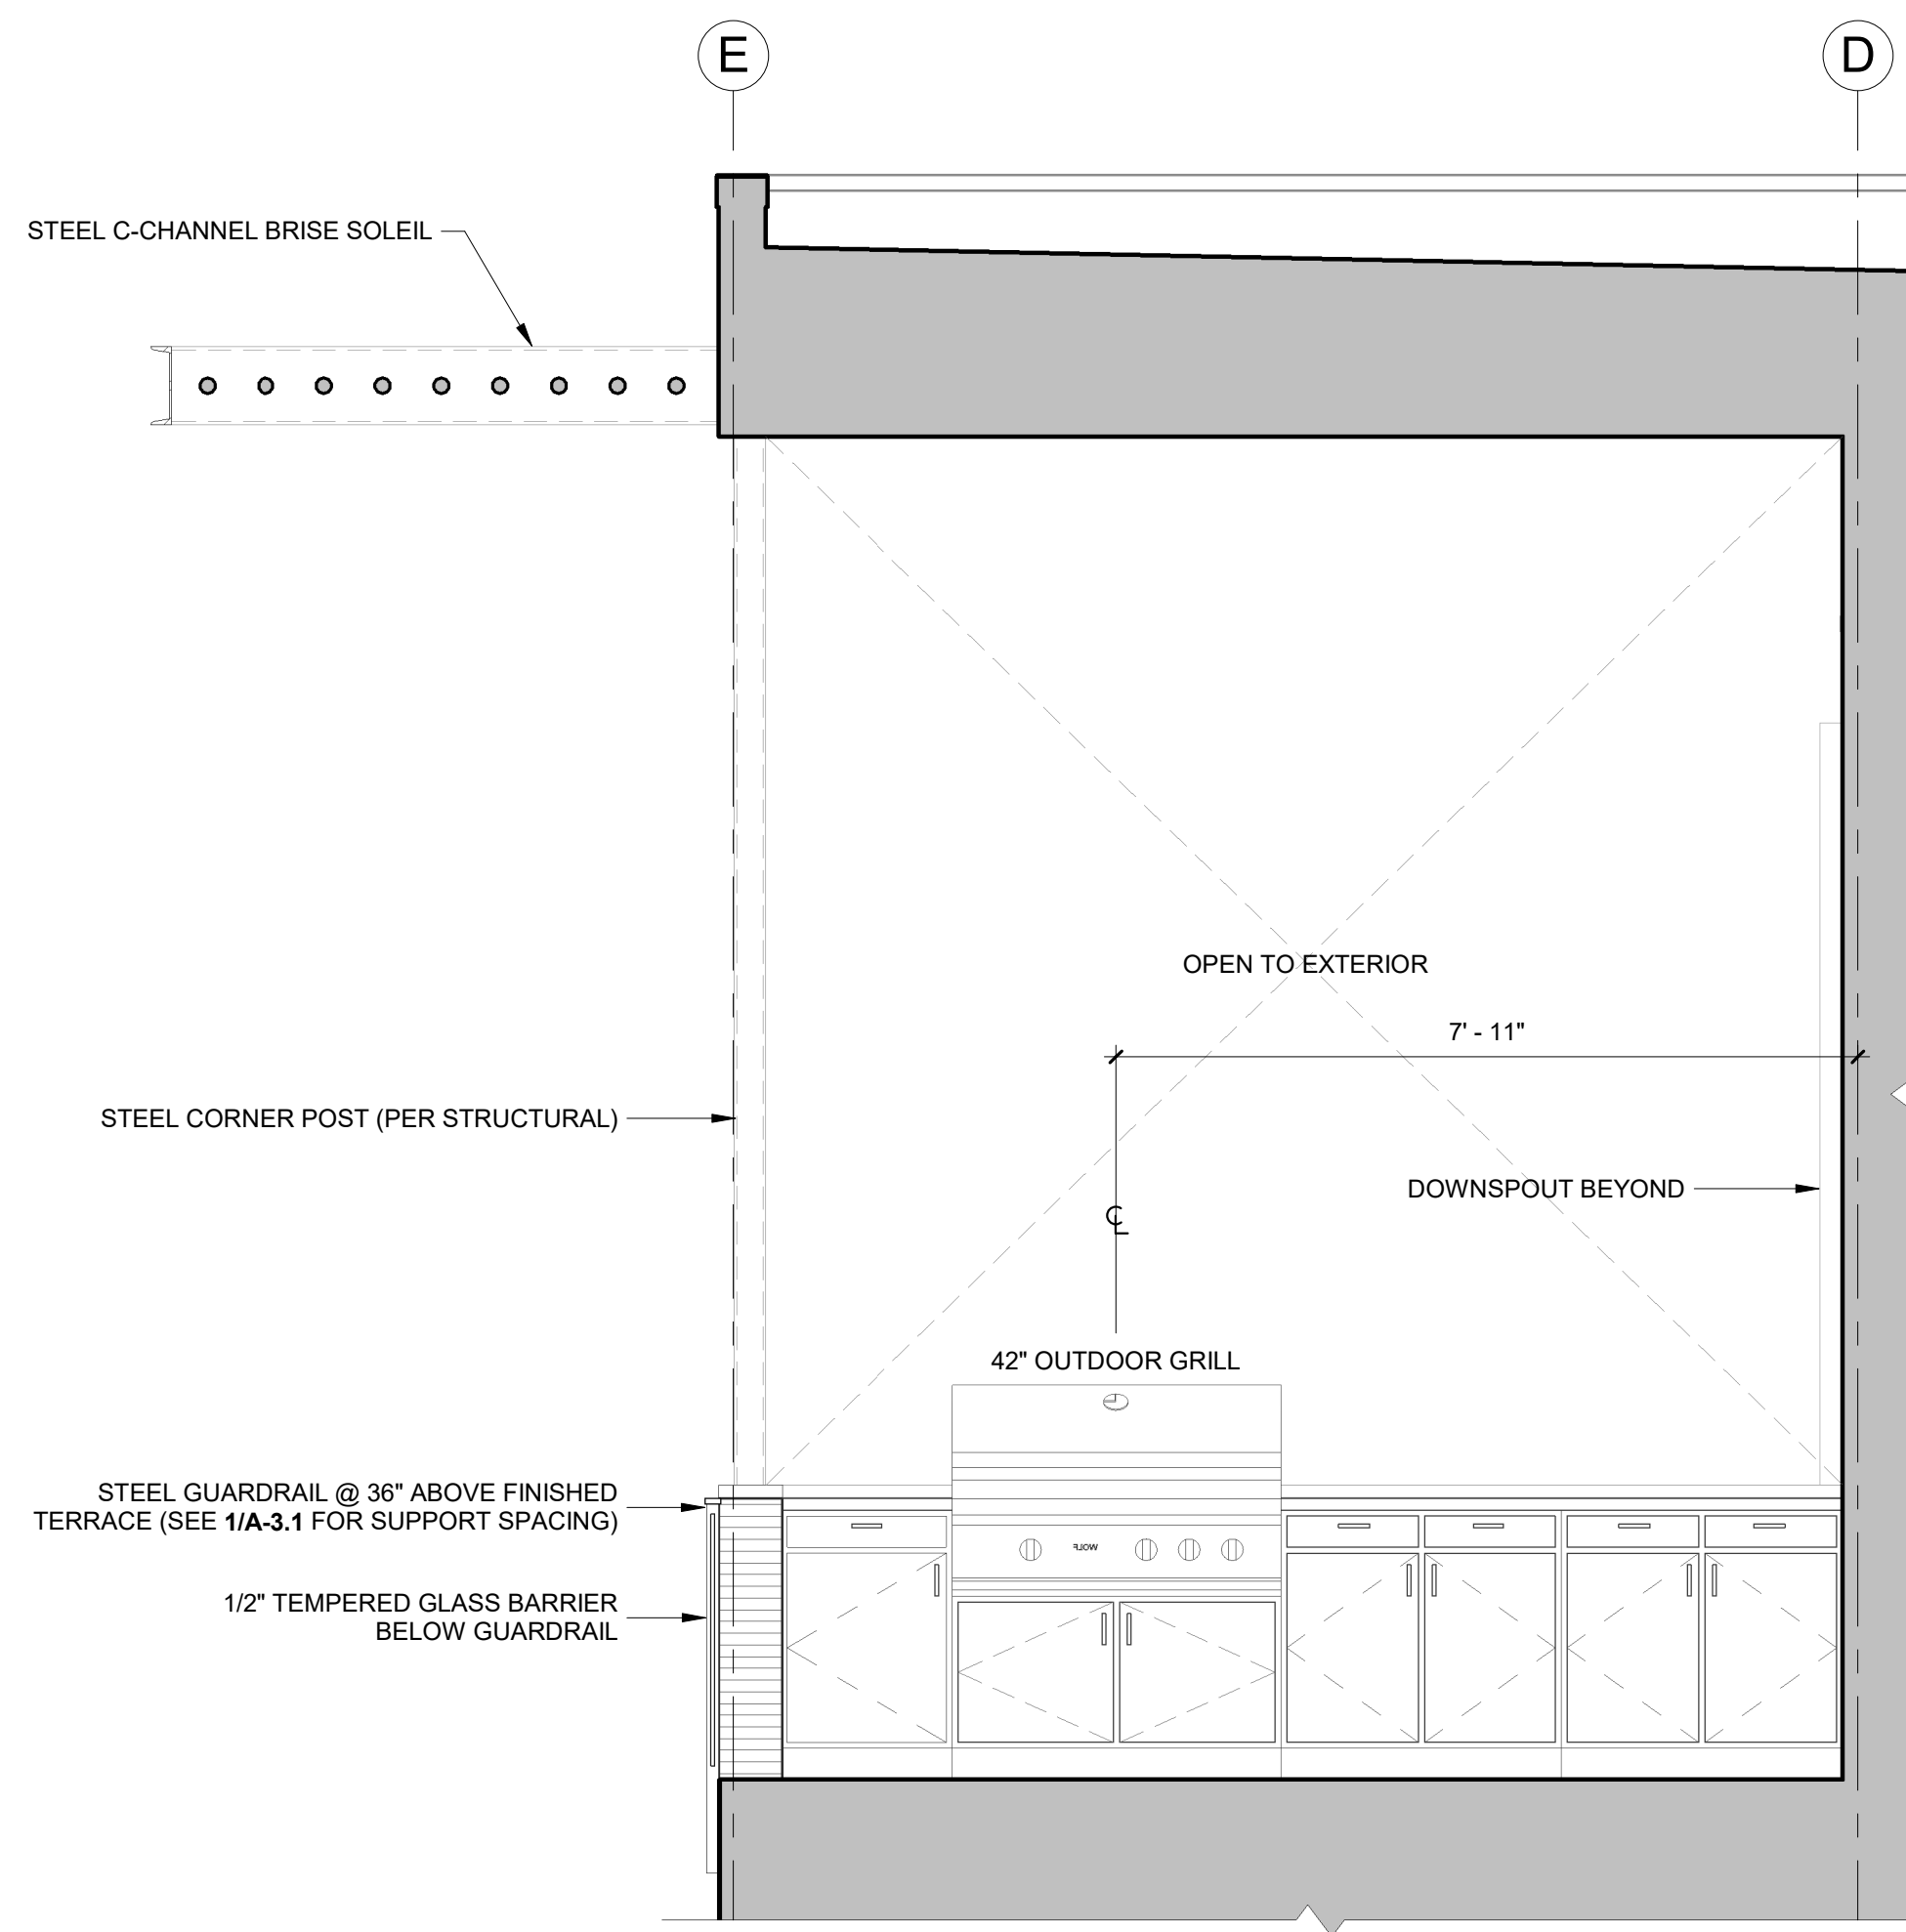 E
D
STEEL C-CHANNEL BRISE SOLEIL
OPEN TO EXTERIOR
7' - 11"
STEEL CORNER POST (PER STRUCTURAL)
DOWNSPOUT BEYOND
℄
42" OUTDOOR GRILL
STEEL GUARDRAIL @ 36" ABOVE FINISHED
TERRACE (SEE 1/A-3.1 FOR SUPPORT SPACING)
WOLF
1/2" TEMPERED GLASS BARRIER
BELOW GUARDRAIL